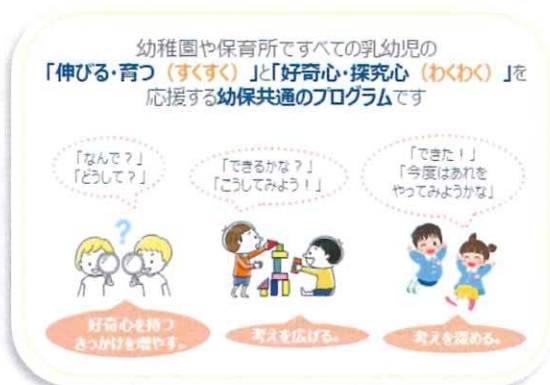 幼稚園や保育所ですべての乳幼児の
「伸びる・育つ(すくすく)」と「好奇心・探究心(わくわく)」を
応援する幼保共通のプログラムです
「なんで?」
「どうして?」
「できるかな?」
「こうしてみよう!」
「できた!」
「今度はあれを
やってみようかな」
?
好奇心を持つ
きっかけを増やす。
考えを広げる。
考えを深める。